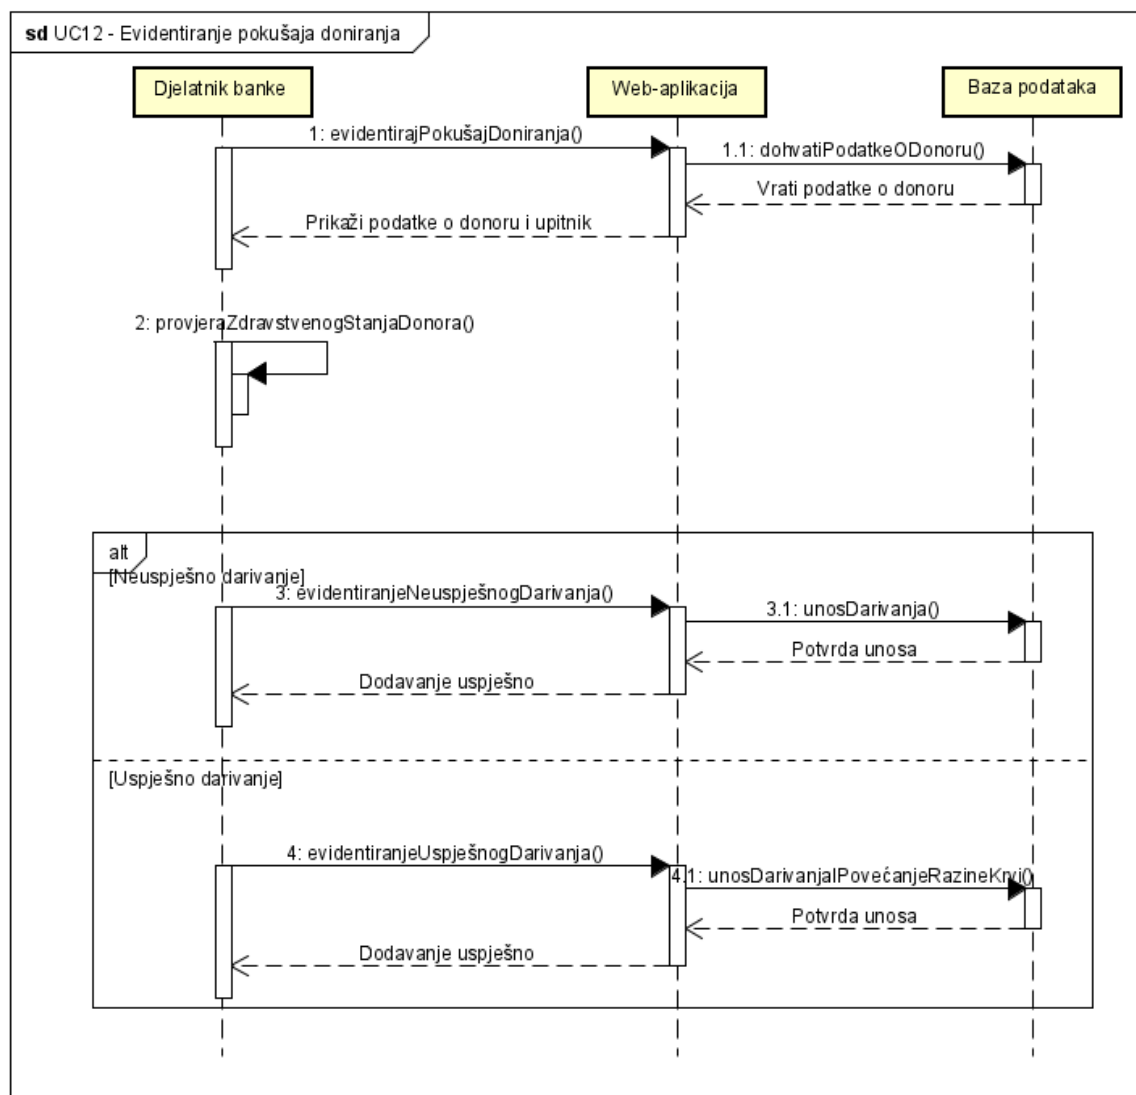 sd UC12 - Evidentiranje pokušaja doniranja
Djelatnik banke
Web-aplikacija
Baza podataka
1: evidentirajPokušajDoniranja()
1.1: dohvatiPodatkeODonoru()
Vrati podatke o donoru
Prikaži podatke o donoru i upitnik
2: provjeraZdravstvenogStanjaDonora()
alt
[Neuspješno darivanje]
3: evidentiranjeNeuspješnogDarivanja()
3.1: unosDarivanja()
Potvrda unosa
Dodavanje uspješno
[Uspješno darivanje]
4: evidentiranjeUspješnogDarivanja()
4.1: unosDarivanjaIPovećanjeRazineKrvi()
Potvrda unosa
Dodavanje uspješno